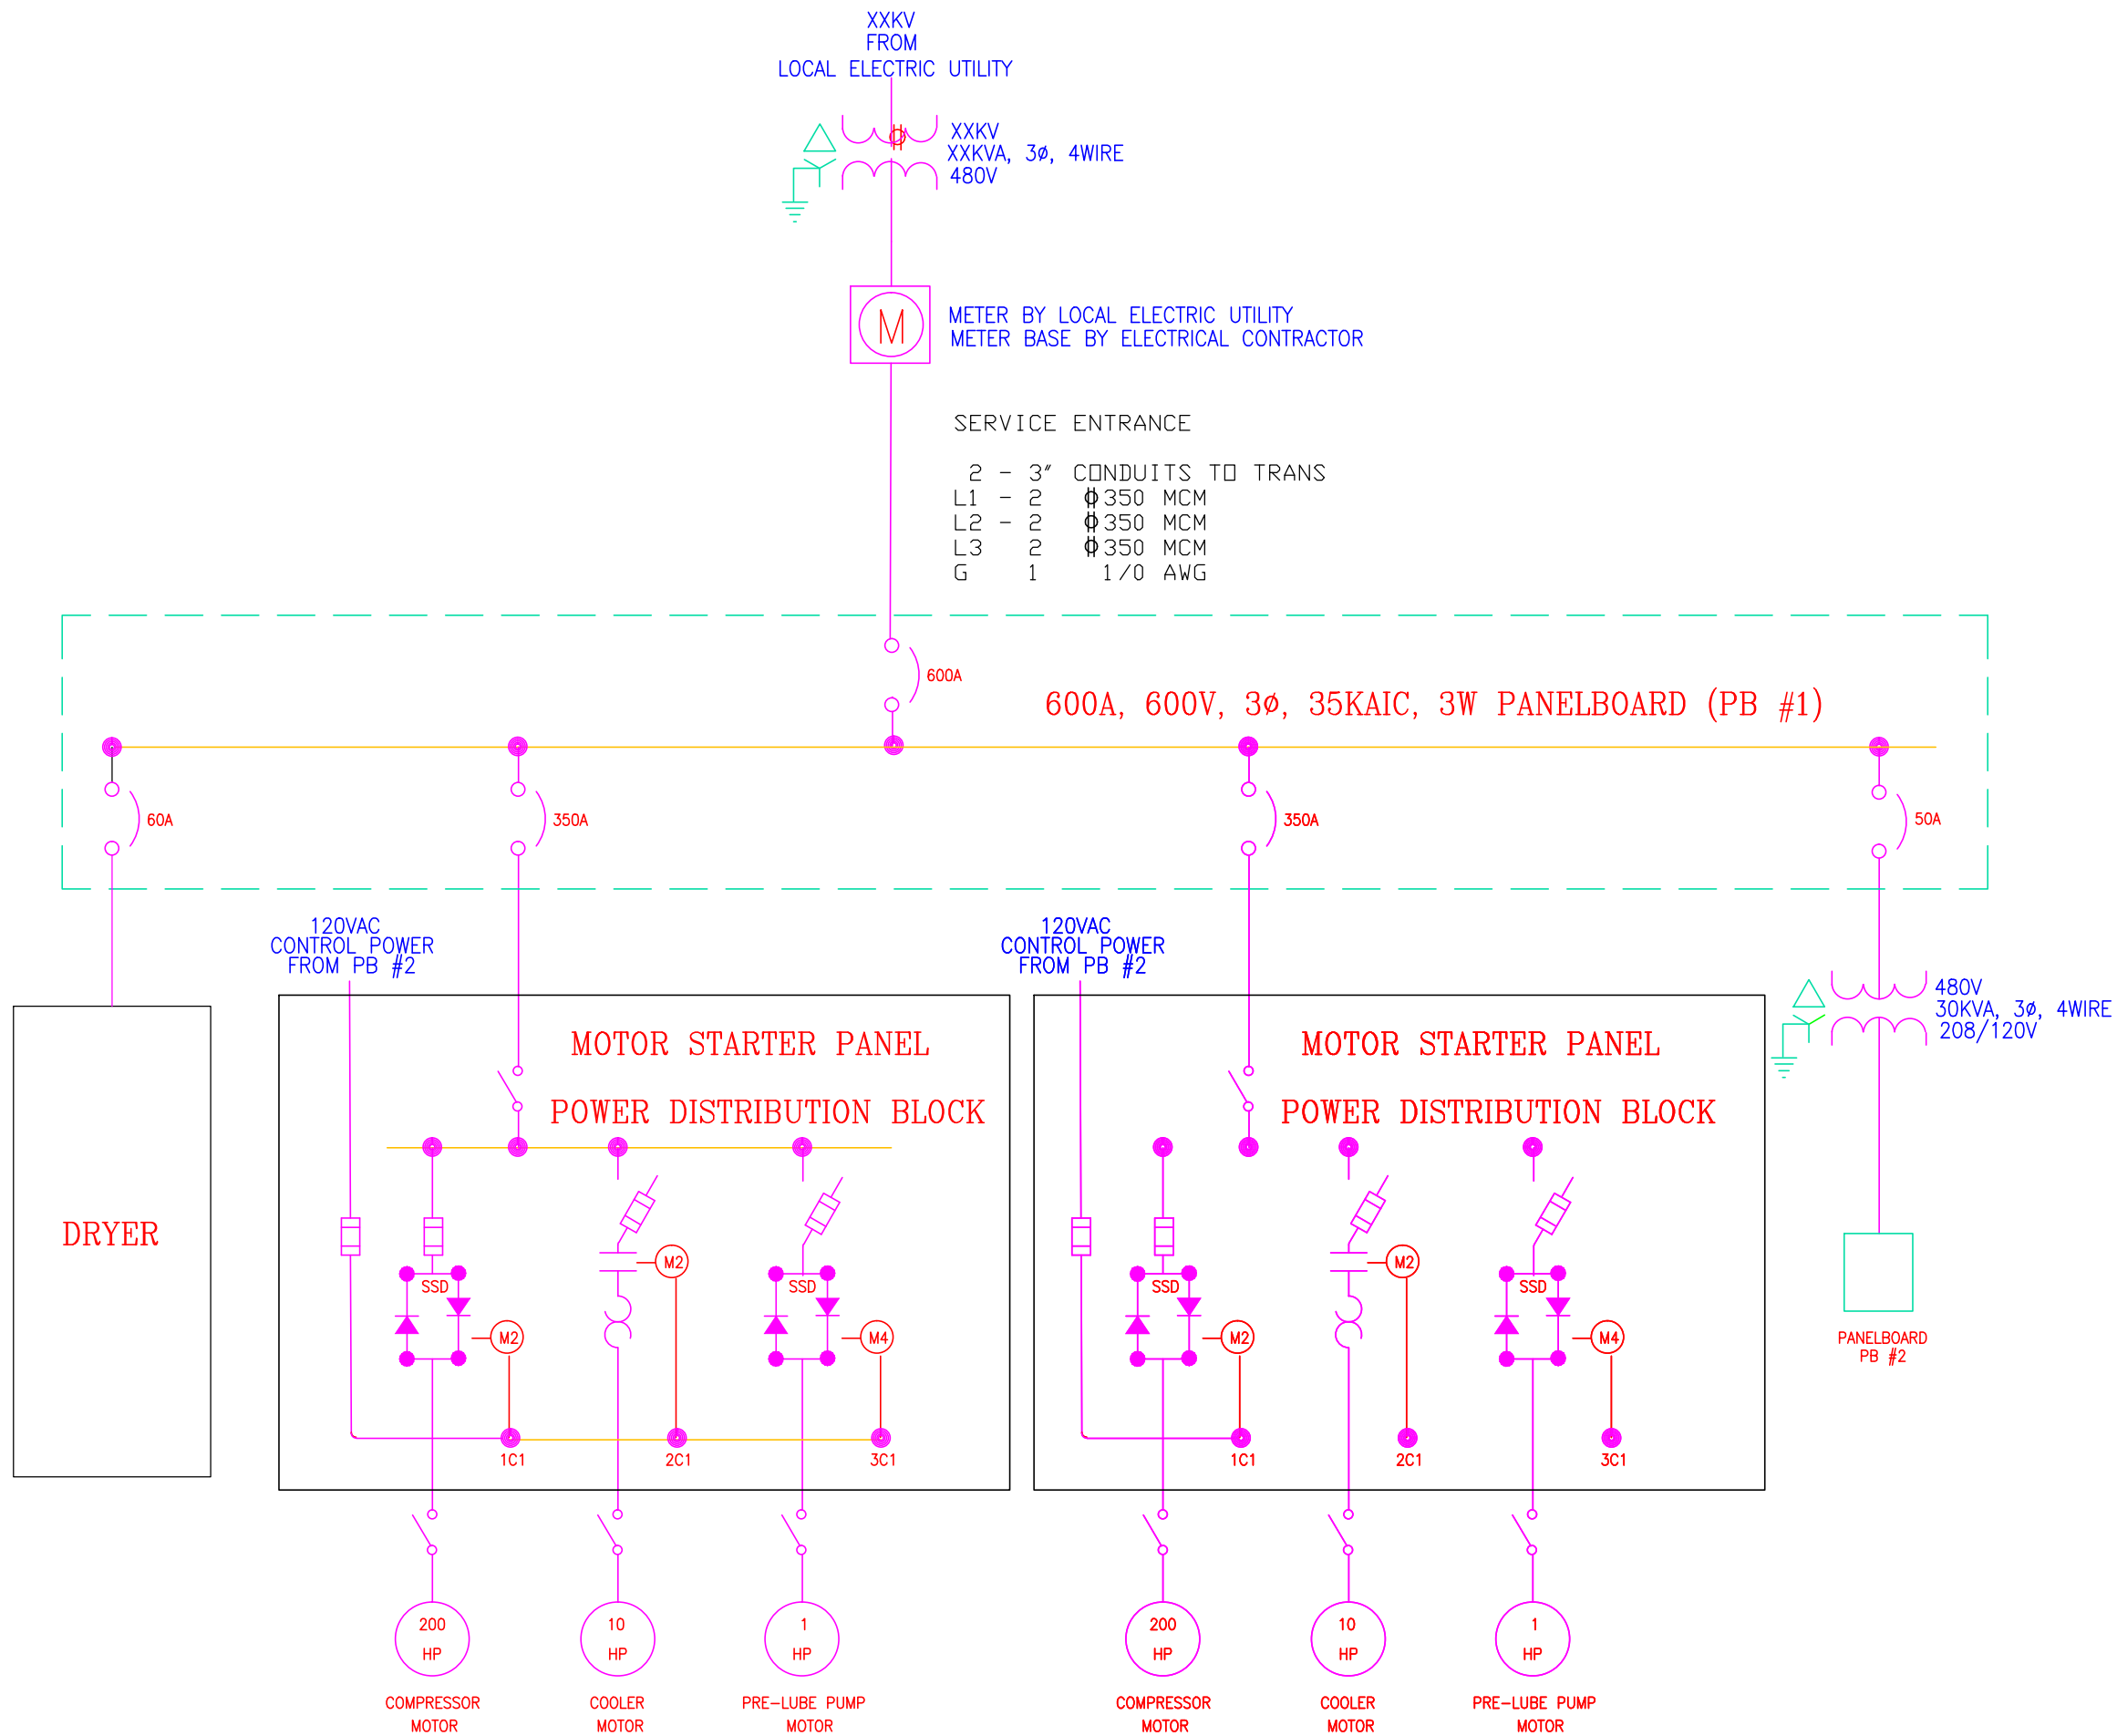 XXKV
FROM
LOCAL ELECTRIC UTILITY
XXKV
XXKVA, 3ø, 4WIRE
480V
M
METER BY LOCAL ELECTRIC UTILITY
METER BASE BY ELECTRICAL CONTRACTOR
SERVICE ENTRANCE
2 - 3" CONDUITS TO TRANS
L1 - 2 350 MCM
L2 - 2 350 MCM
L3 2 350 MCM
G 1 1/0 AWG
600A
600A, 600V, 3ø, 35KAIC, 3W PANELBOARD (PB #1)
60A
350A
350A
50A
120VAC
CONTROL POWER
FROM PB #2
120VAC
CONTROL POWER
FROM PB #2
480V
30KVA, 3ø, 4WIRE
208/120V
MOTOR STARTER PANEL
POWER DISTRIBUTION BLOCK
MOTOR STARTER PANEL
POWER DISTRIBUTION BLOCK
DRYER
SSD
M2
M2
SSD
M4
1C1
2C1
3C1
SSD
M2
M2
SSD
M4
1C1
2C1
3C1
PANELBOARD
PB #2
200
HP
10
HP
1
HP
200
HP
10
HP
1
HP
COMPRESSOR
MOTOR
COOLER
MOTOR
PRE-LUBE PUMP
MOTOR
COMPRESSOR
MOTOR
COOLER
MOTOR
PRE-LUBE PUMP
MOTOR